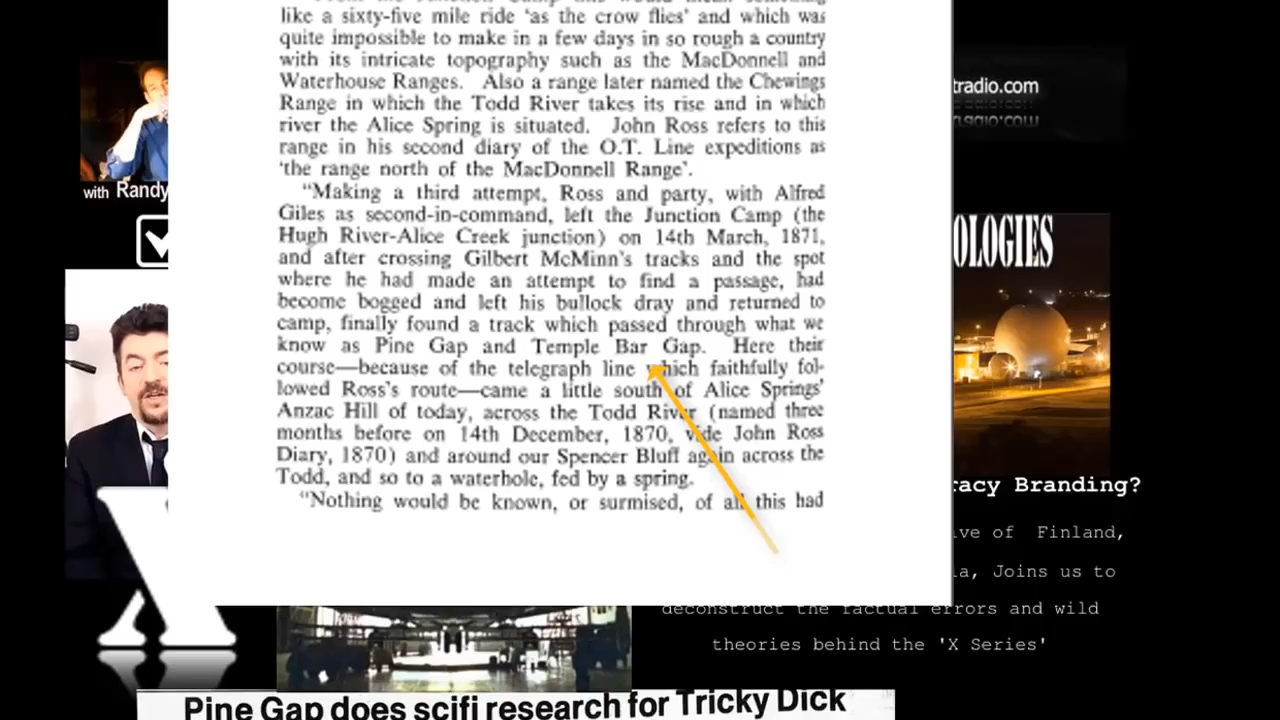 like a sixty-five mile ride 'as the crow flies' and which was
quite impossible to make in a few days in so rough a country
with its intricate topography such as the MacDonnell and
Waterhouse Ranges. Also a range later named the Chewings
Range in which the Todd River takes its rise and in which
river the Alice Spring is situated. John Ross refers to this
range in his second diary of the O.T. Line expeditions as
'the range north of the MacDonnell Range'.
"Making a third attempt, Ross and party, with Alfred
Giles as second-in-command, left the Junction Camp (the
Hugh River-Alice Creek junction) on 14th March, 1871,
and after crossing Gilbert McMinn's tracks and the spot
where he had made an attempt to find a passage, had
become bogged and left his bullock dray and returned to
camp, finally found a track which passed through what we
know as Pine Gap and Temple Bar Gap. Here their
course—because of the telegraph line which faithfully fol-
lowed Ross's route—came a little south of Alice Springs'
Anzac Hill of today, across the Todd River (named three
months before on 14th December, 1870, vide John Ross
Diary, 1870) and around our Spencer Bluff again across the
Todd, and so to a waterhole, fed by a spring.
"Nothing would be known, or surmised, of all this had
with Randy
tradio.com
OLOGIES
racy Branding?
ive of Finland,
ia, Joins us to
deconstruct the factual errors and wild
theories behind the 'X Series'
X
Pine Gap does scifi research for Tricky Dick